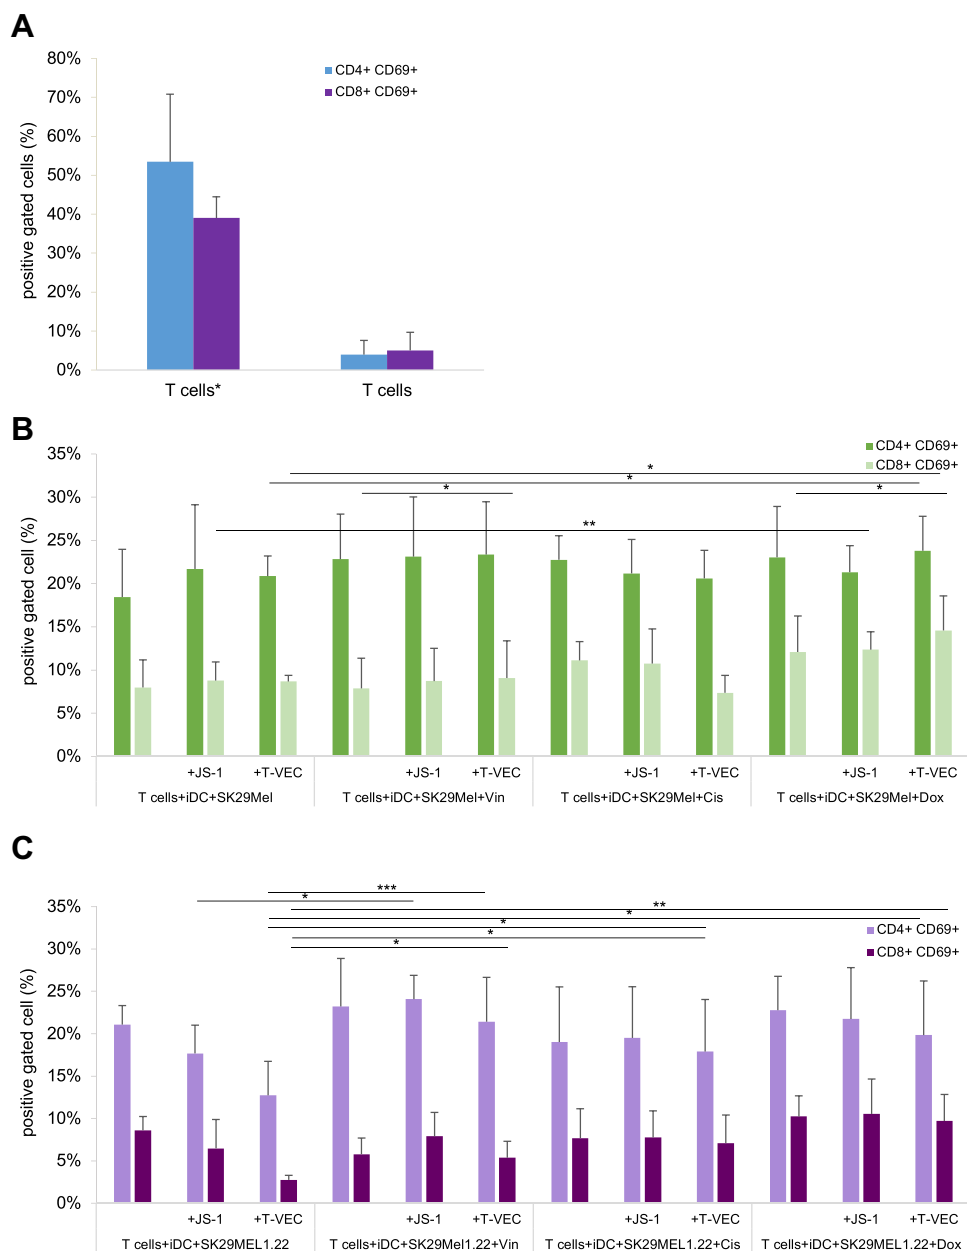 A
80%
70%
60%
50%
40%
30%
20%
10%
0%
positive gated cells (%)
CD4+ CD69+
CD8+ CD69+
T cells*
T cells
B
35%
30%
25%
20%
15%
10%
5%
0%
positive gated cell (%)
CD4+ CD69+
CD8+ CD69+
*
*
*
*
**
+JS-1
+T-VEC
+JS-1
+T-VEC
+JS-1
+T-VEC
+JS-1
+T-VEC
T cells+iDC+SK29Mel
T cells+iDC+SK29Mel+Vin
T cells+iDC+SK29Mel+Cis
T cells+iDC+SK29Mel+Dox
C
35%
30%
25%
20%
15%
10%
5%
0%
positive gated cell (%)
***
*
**
*
*
*
*
CD4+ CD69+
CD8+ CD69+
+JS-1
+T-VEC
+JS-1
+T-VEC
+JS-1
+T-VEC
+JS-1
+T-VEC
T cells+iDC+SK29MEL1.22
T cells+iDC+SK29Mel1.22+Vin
T cells+iDC+SK29MEL1.22+Cis
T cells+iDC+SK29MEL1.22+Dox